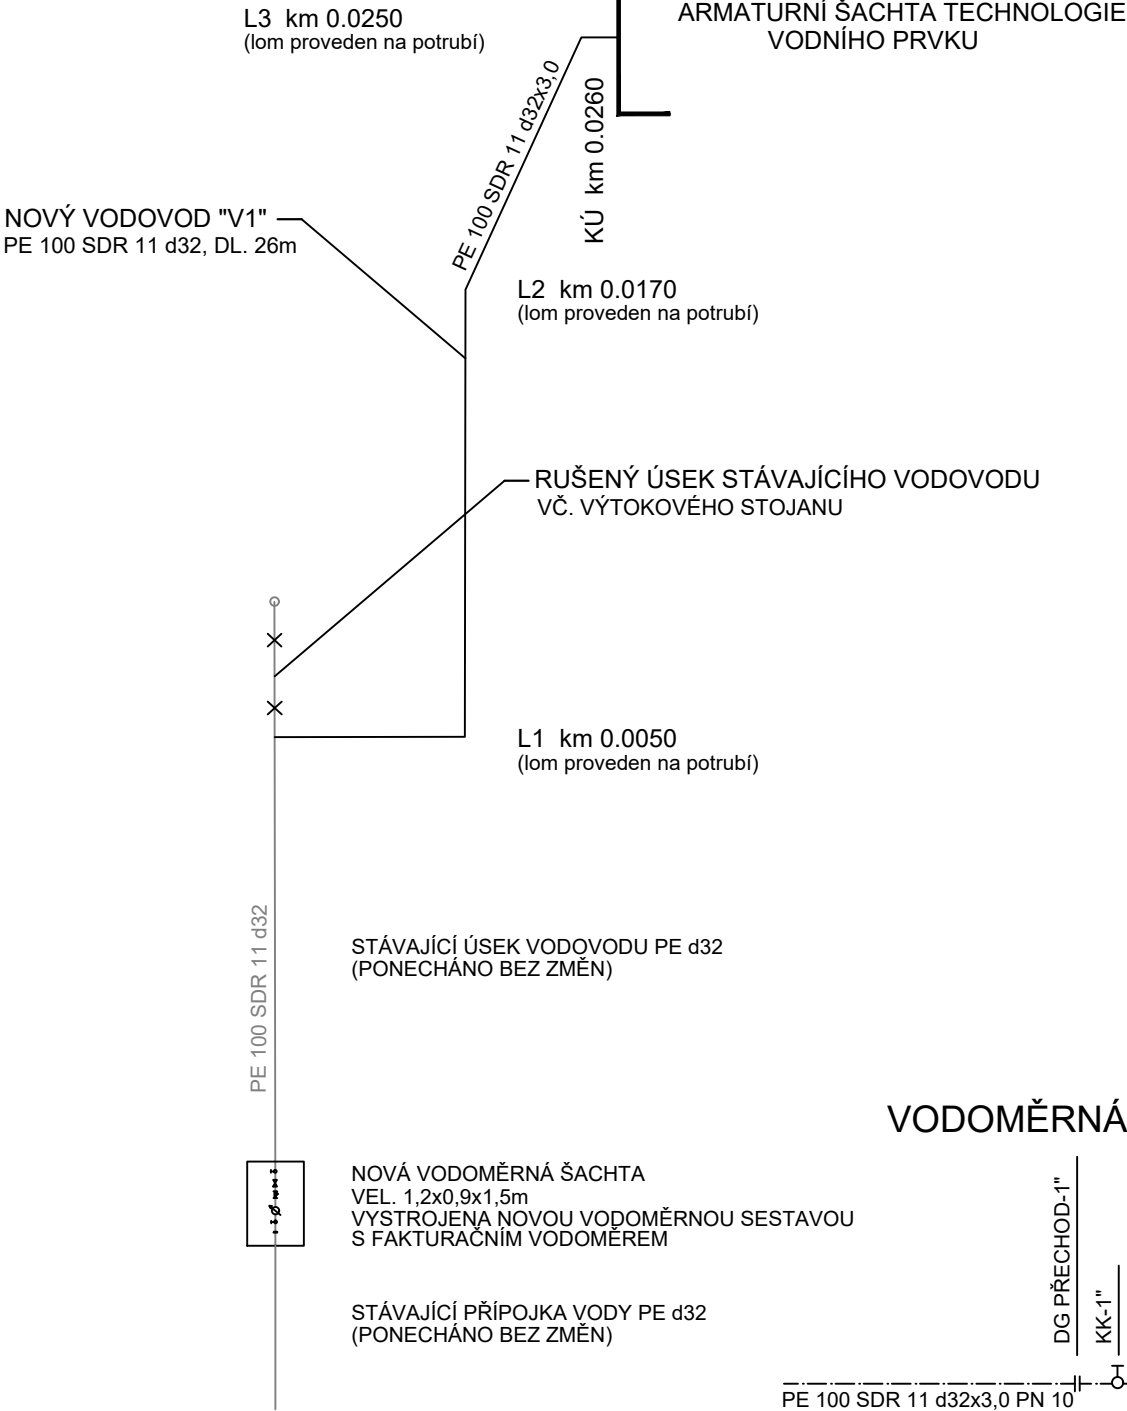 L3 km 0.0250
(lom proveden na potrubí)
ARMATURNÍ ŠACHTA TECHNOLOGIE
VODNÍHO PRVKU
PE 100 SDR 11 d32x3,0
KÚ km 0.0260
NOVÝ VODOVOD "V1"
PE 100 SDR 11 d32, DL. 26m
L2 km 0.0170
(lom proveden na potrubí)
RUŠENÝ ÚSEK STÁVAJÍCÍHO VODOVODU
VČ. VÝTOKOVÉHO STOJANU
L1 km 0.0050
(lom proveden na potrubí)
PE 100 SDR 11 d32
STÁVAJÍCÍ ÚSEK VODOVODU PE d32
(PONECHÁNO BEZ ZMĚN)
VODOMĚRNÁ
NOVÁ VODOMĚRNÁ ŠACHTA
VEL. 1,2x0,9x1,5m
VYSTROJENA NOVOU VODOMĚRNOU SESTAVOU
S FAKTURAČNÍM VODOMĚREM
STÁVAJÍCÍ PŘÍPOJKA VODY PE d32
(PONECHÁNO BEZ ZMĚN)
DG PŘECHOD-1"
KK-1"
PE 100 SDR 11 d32x3,0 PN 10